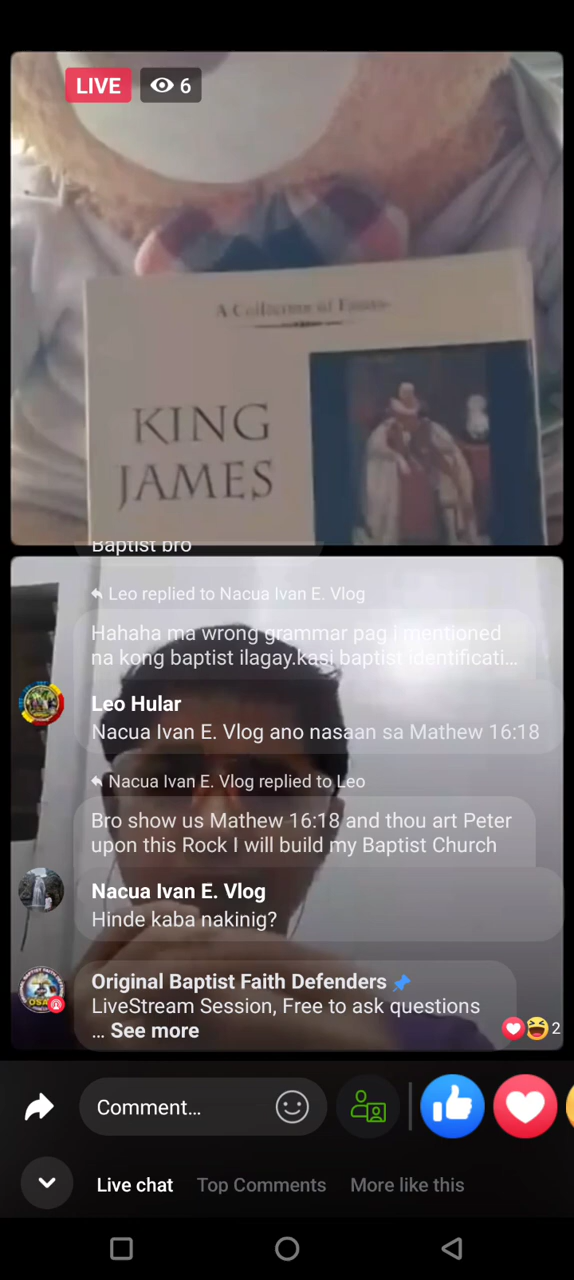 LIVE
6
A Collection of Essays
KING
JAMES
Baptist bro
Leo replied to Nacua Ivan E. Vlog
Hahaha ma wrong grammar pag i mentioned
na kong baptist ilagay.kasi baptist identificati...
Leo Hular
Nacua Ivan E. Vlog ano nasaan sa Mathew 16:18
Nacua Ivan E. Vlog replied to Leo
Bro show us Mathew 16:18 and thou art Peter
upon this Rock I will build my Baptist Church
Nacua Ivan E. Vlog
Hinde kaba nakinig?
Original Baptist Faith Defenders
LiveStream Session, Free to ask questions
... See more
2
Comment...
Live chat
Top Comments
More like this